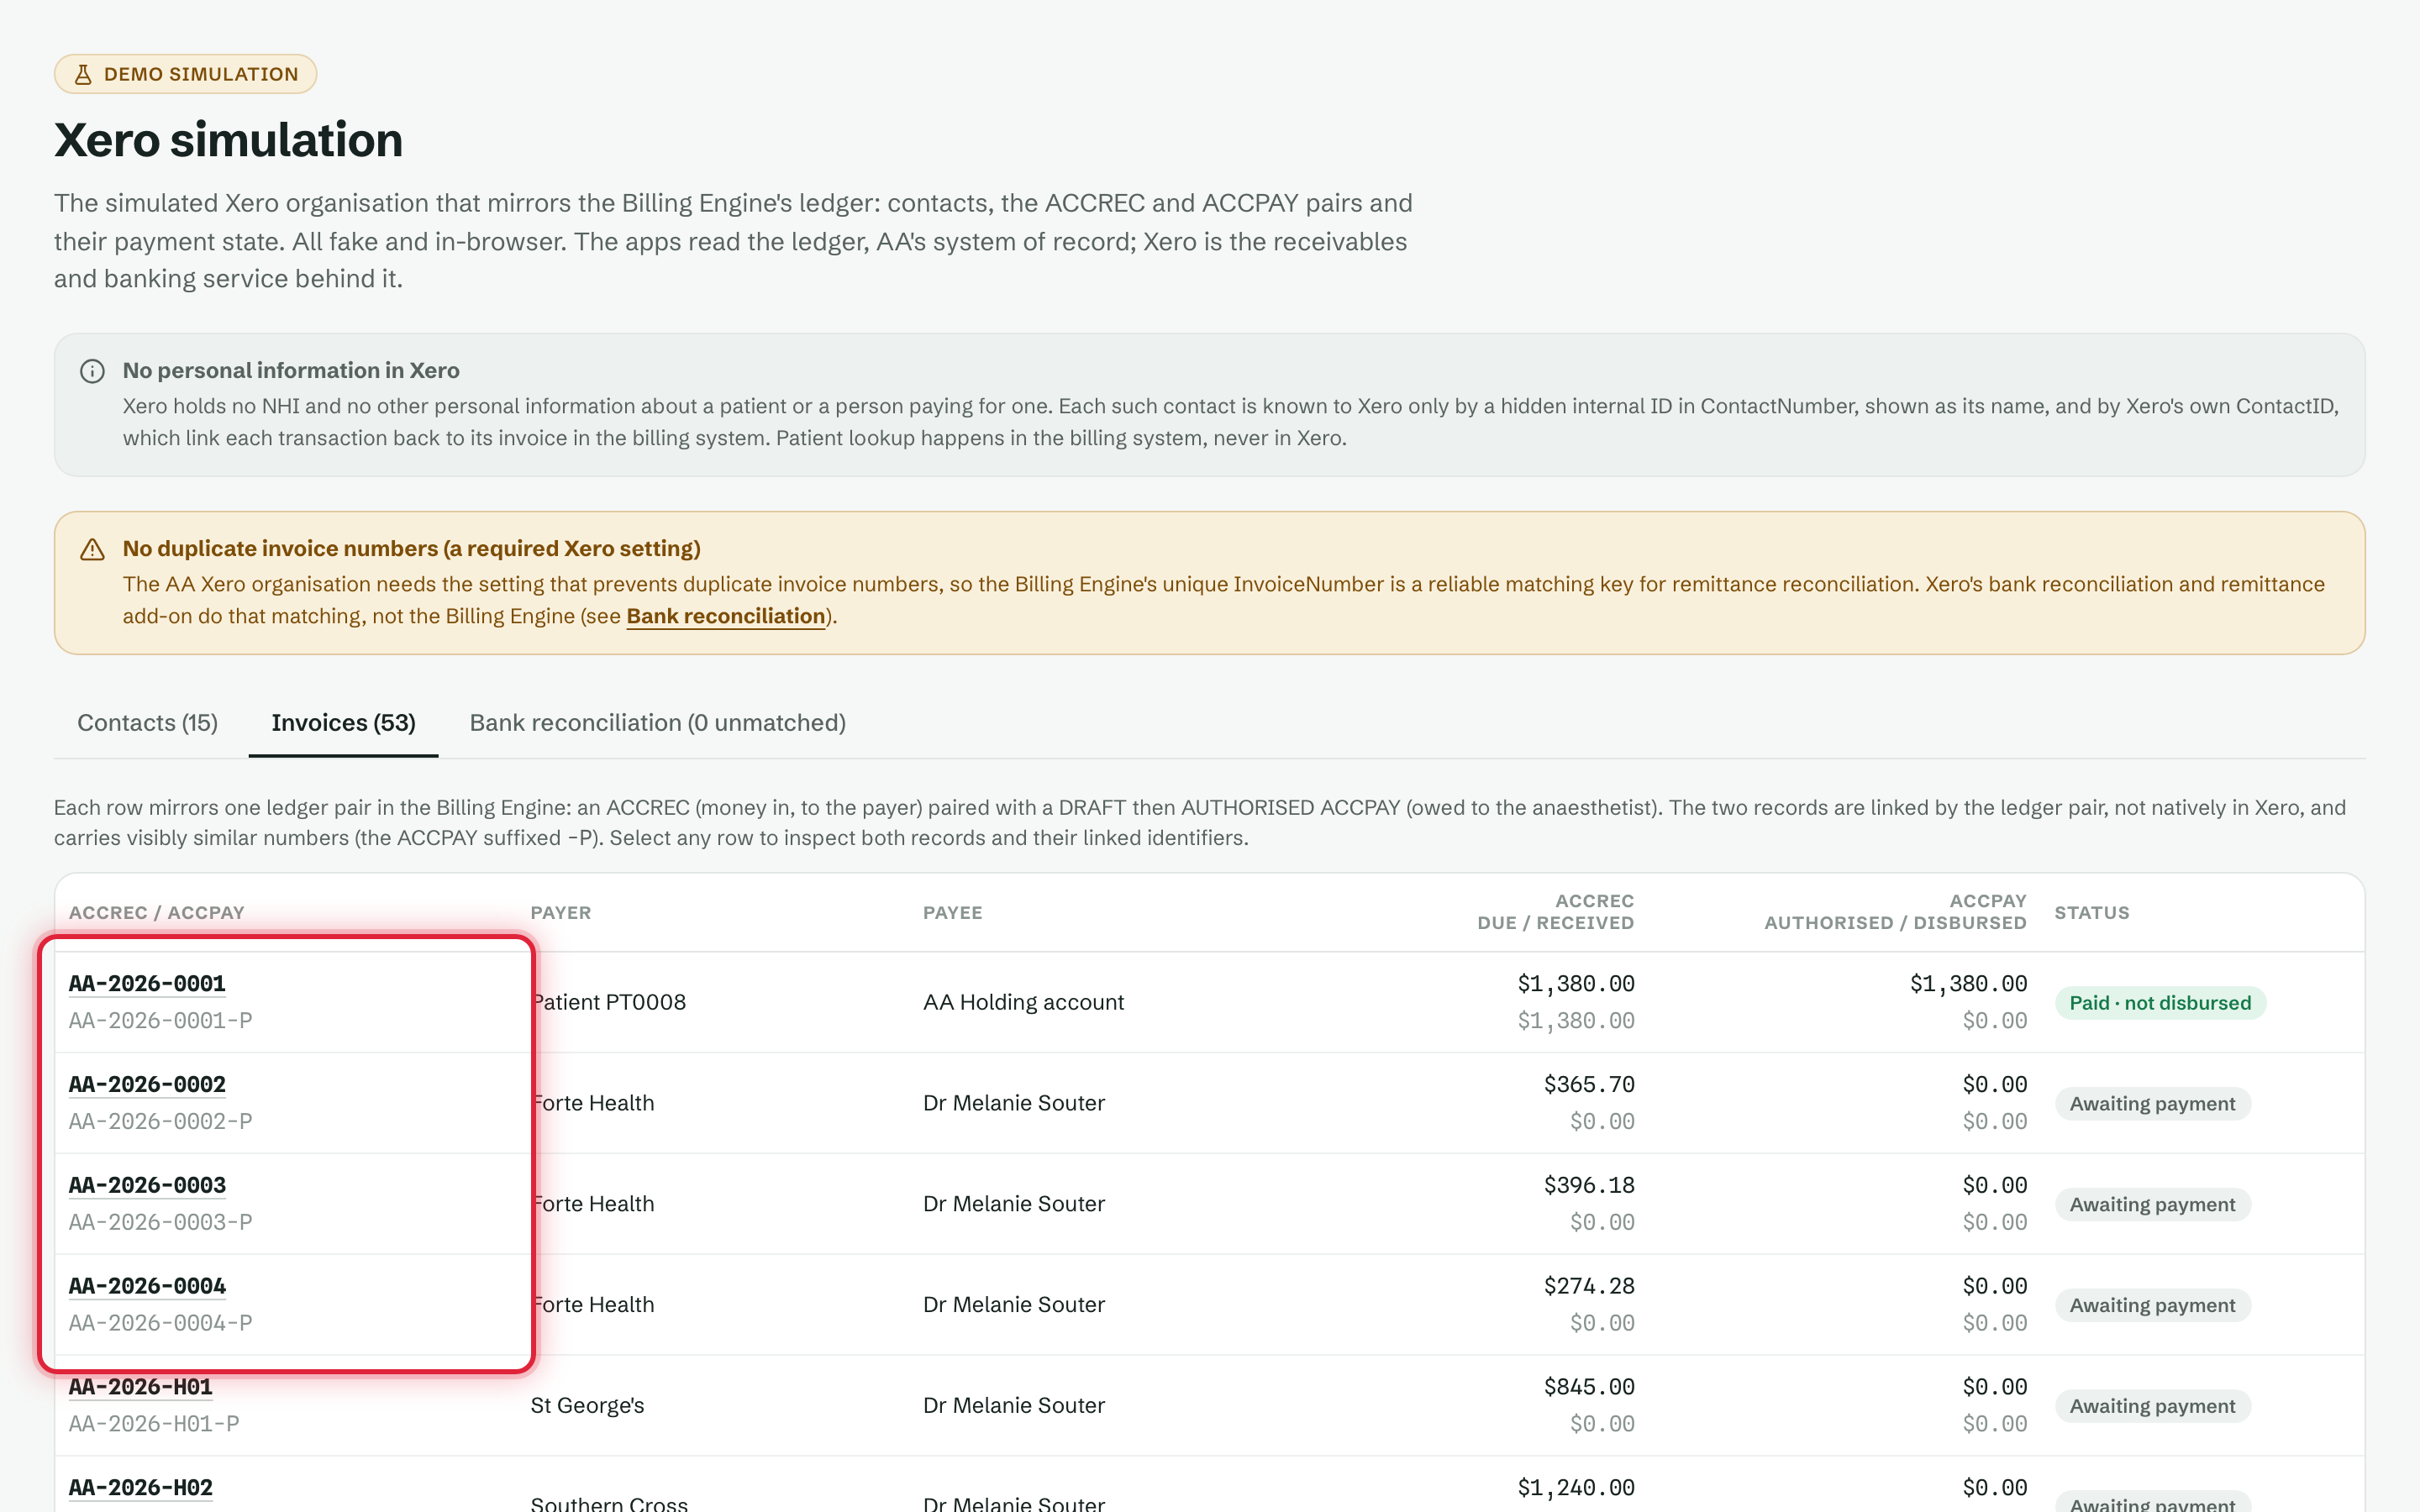 DEMO SIMULATION
Xero simulation
The simulated Xero organisation that mirrors the Billing Engine's ledger: contacts, the ACCREC and ACCPAY pairs and
their payment state. All fake and in-browser. The apps read the ledger, AA's system of record; Xero is the receivables
and banking service behind it.
No personal information in Xero
Xero holds no NHI and no other personal information about a patient or a person paying for one. Each such contact is known to Xero only by a hidden internal ID in ContactNumber, shown as its name, and by Xero's own ContactID,
which link each transaction back to its invoice in the billing system. Patient lookup happens in the billing system, never in Xero.
No duplicate invoice numbers (a required Xero setting)
The AA Xero organisation needs the setting that prevents duplicate invoice numbers, so the Billing Engine's unique InvoiceNumber is a reliable matching key for remittance reconciliation. Xero's bank reconciliation and remittance
add-on do that matching, not the Billing Engine (see Bank reconciliation).
Contacts (15) Invoices (53) Bank reconciliation (0 unmatched)
Each row mirrors one ledger pair in the Billing Engine: an ACCREC (money in, to the payer) paired with a DRAFT then AUTHORISED ACCPAY (owed to the anaesthetist). The two records are linked by the ledger pair, not natively in Xero, and
carries visibly similar numbers (the ACCPAY suffixed -P). Select any row to inspect both records and their linked identifiers.
ACCREC / ACCPAY PAYER PAYEE ACCREC DUE / RECEIVED ACCPAY AUTHORISED / DISBURSED STATUS
AA-2026-0001 $1,380.00 $1,380.00
Patient PT0008 AA Holding account Paid · not disbursed
AA-2026-0001-P $1,380.00 $0.00
AA-2026-0002 $365.70 $0.00
Forte Health Dr Melanie Souter Awaiting payment
AA-2026-0002-P $0.00 $0.00
AA-2026-0003 $396.18 $0.00
Forte Health Dr Melanie Souter Awaiting payment
AA-2026-0003-P $0.00 $0.00
AA-2026-0004 $274.28 $0.00
Forte Health Dr Melanie Souter Awaiting payment
AA-2026-0004-P $0.00 $0.00
AA-2026-H01 $845.00 $0.00
St George's Dr Melanie Souter Awaiting payment
AA-2026-H01-P $0.00 $0.00
AA-2026-H02 $1,240.00 $0.00
Southern Cross Dr Melanie Souter Awaiting payment